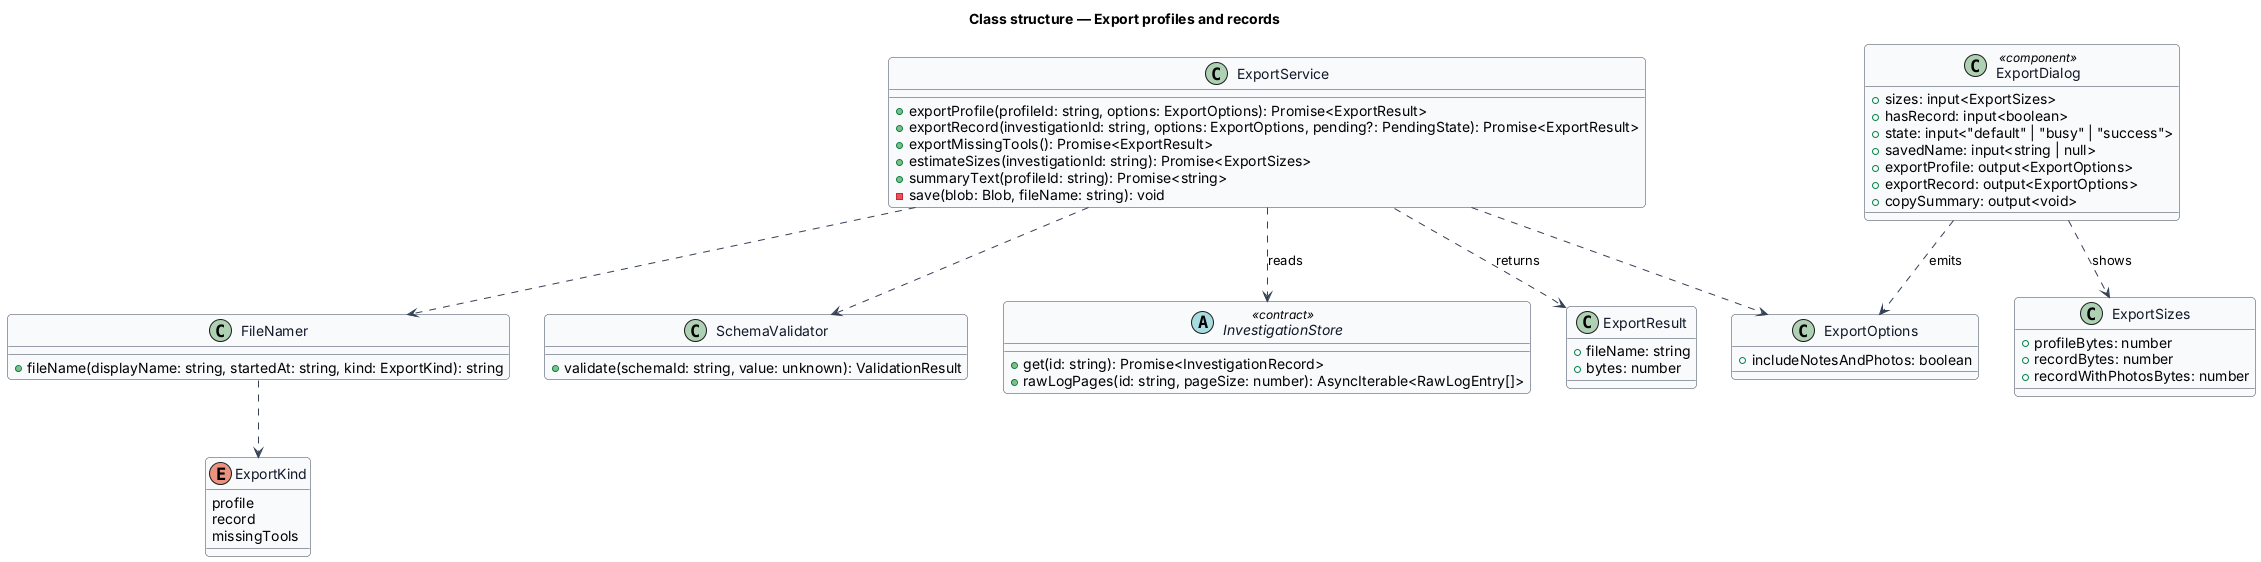 Class structure — Export profiles and records
C ExportService
exportProfile(profileId: string, options: ExportOptions): Promise<ExportResult>
exportRecord(investigationId: string, options: ExportOptions, pending?: PendingState): Promise<ExportResult>
exportMissingTools(): Promise<ExportResult>
estimateSizes(investigationId: string): Promise<ExportSizes>
summaryText(profileId: string): Promise<string>
save(blob: Blob, fileName: string): void
«component»
C ExportDialog
sizes: input<ExportSizes>
hasRecord: input<boolean>
state: input<"default" | "busy" | "success">
savedName: input<string | null>
exportProfile: output<ExportOptions>
exportRecord: output<ExportOptions>
copySummary: output<void>
reads
returns
emits
shows
C FileNamer
fileName(displayName: string, startedAt: string, kind: ExportKind): string
C SchemaValidator
validate(schemaId: string, value: unknown): ValidationResult
«contract»
A InvestigationStore
get(id: string): Promise<InvestigationRecord>
rawLogPages(id: string, pageSize: number): AsyncIterable<RawLogEntry[]>
C ExportResult
fileName: string
bytes: number
C ExportOptions
includeNotesAndPhotos: boolean
C ExportSizes
profileBytes: number
recordBytes: number
recordWithPhotosBytes: number
E ExportKind
profile
record
missingTools